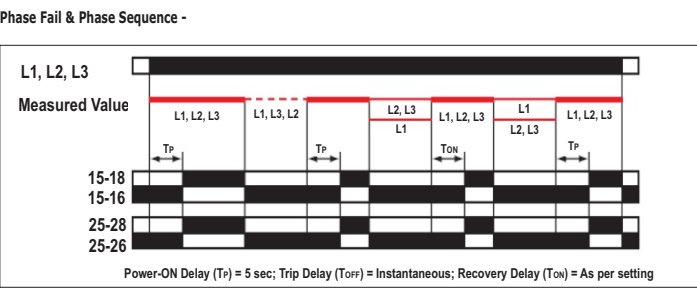 Phase Fail & Phase Sequence -
L1, L2, L3
Measured Value
L1, L2, L3
L1, L3, L2
L2, L3
L1
L1, L2, L3
L1
L2, L3
L1, L2, L3
TP
TP
TON
TP
15-18
15-16
25-28
25-26
Power-ON Delay (TP) = 5 sec; Trip Delay (TOFF) = Instantaneous; Recovery Delay (TON) = As per setting